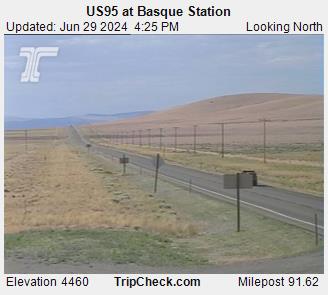 US95 at Basque Station
Updated: Jun 29 2024 4:25 PM Looking North
Elevation 4460 TripCheck.com Milepost 91.62